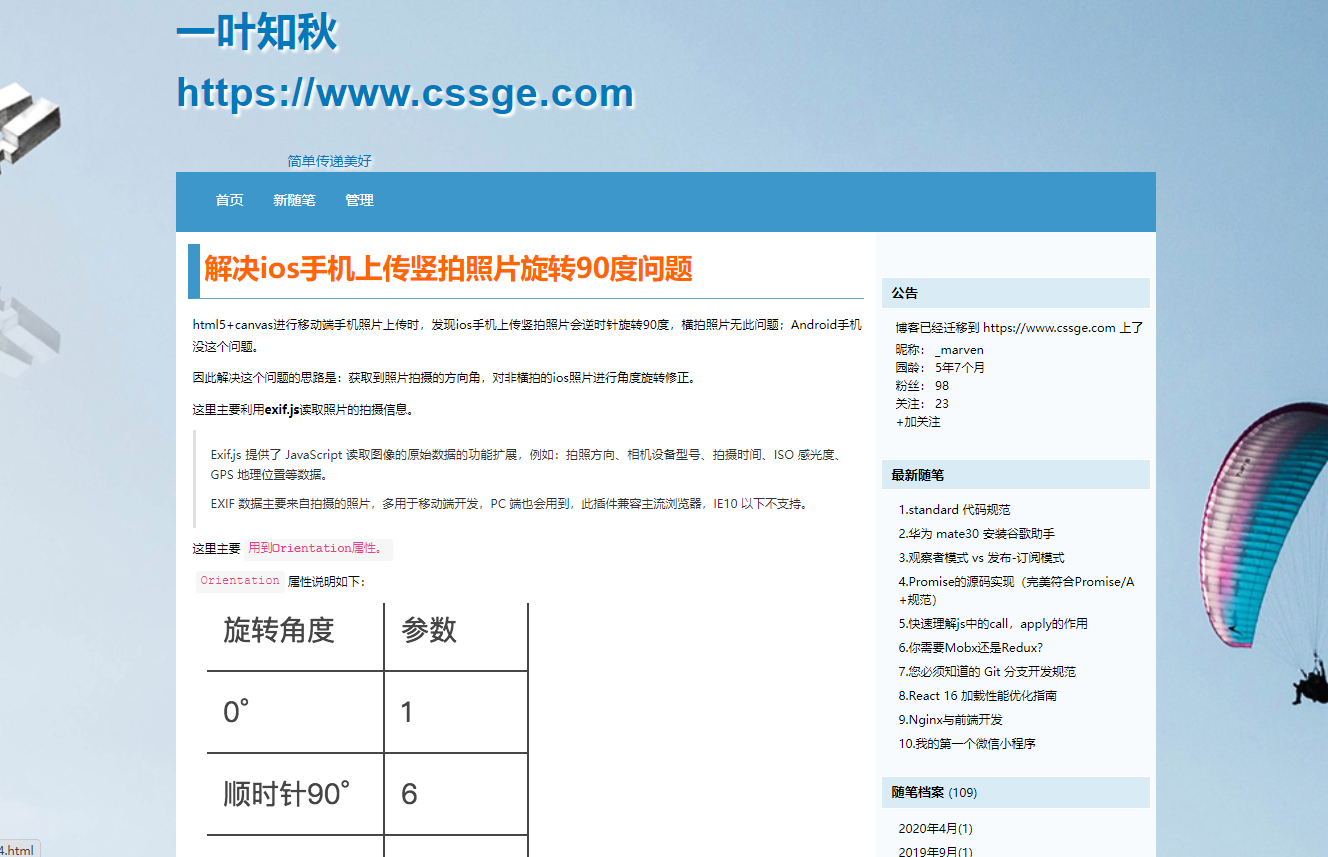 一叶知秋
https://www.cssge.com
简单传递美好
首页 新随笔 管理
解决ios手机上传竖拍照片旋转90度问题
html5+canvas进行移动端手机照片上传时，发现ios手机上传竖拍照片会逆时针旋转90度，横拍照片无此问题；Android手机
没这个问题。
因此解决这个问题的思路是：获取到照片拍摄的方向角，对非横拍的ios照片进行角度旋转修正。
这里主要利用exif.js读取照片的拍摄信息。
Exif.js 提供了 JavaScript 读取图像的原始数据的功能扩展，例如：拍照方向、相机设备型号、拍摄时间、ISO 感光度、
GPS 地理位置等数据。
EXIF 数据主要来自拍摄的照片，多用于移动端开发，PC 端也会用到，此插件兼容主流浏览器，IE10 以下不支持。
这里主要 用到Orientation属性。
Orientation 属性说明如下：
旋转角度 参数
0° 1
顺时针90° 6
公告
博客已经迁移到 https://www.cssge.com 上了
昵称： _marven
园龄： 5年7个月
粉丝： 98
关注： 23
+加关注
最新随笔
1.standard 代码规范
2.华为 mate30 安装谷歌助手
3.观察者模式 vs 发布-订阅模式
4.Promise的源码实现（完美符合Promise/A
+规范）
5.快速理解js中的call，apply的作用
6.你需要Mobx还是Redux？
7.您必须知道的 Git 分支开发规范
8.React 16 加载性能优化指南
9.Nginx与前端开发
10.我的第一个微信小程序
随笔档案 (109)
2020年4月(1)
2019年9月(1)
4.html